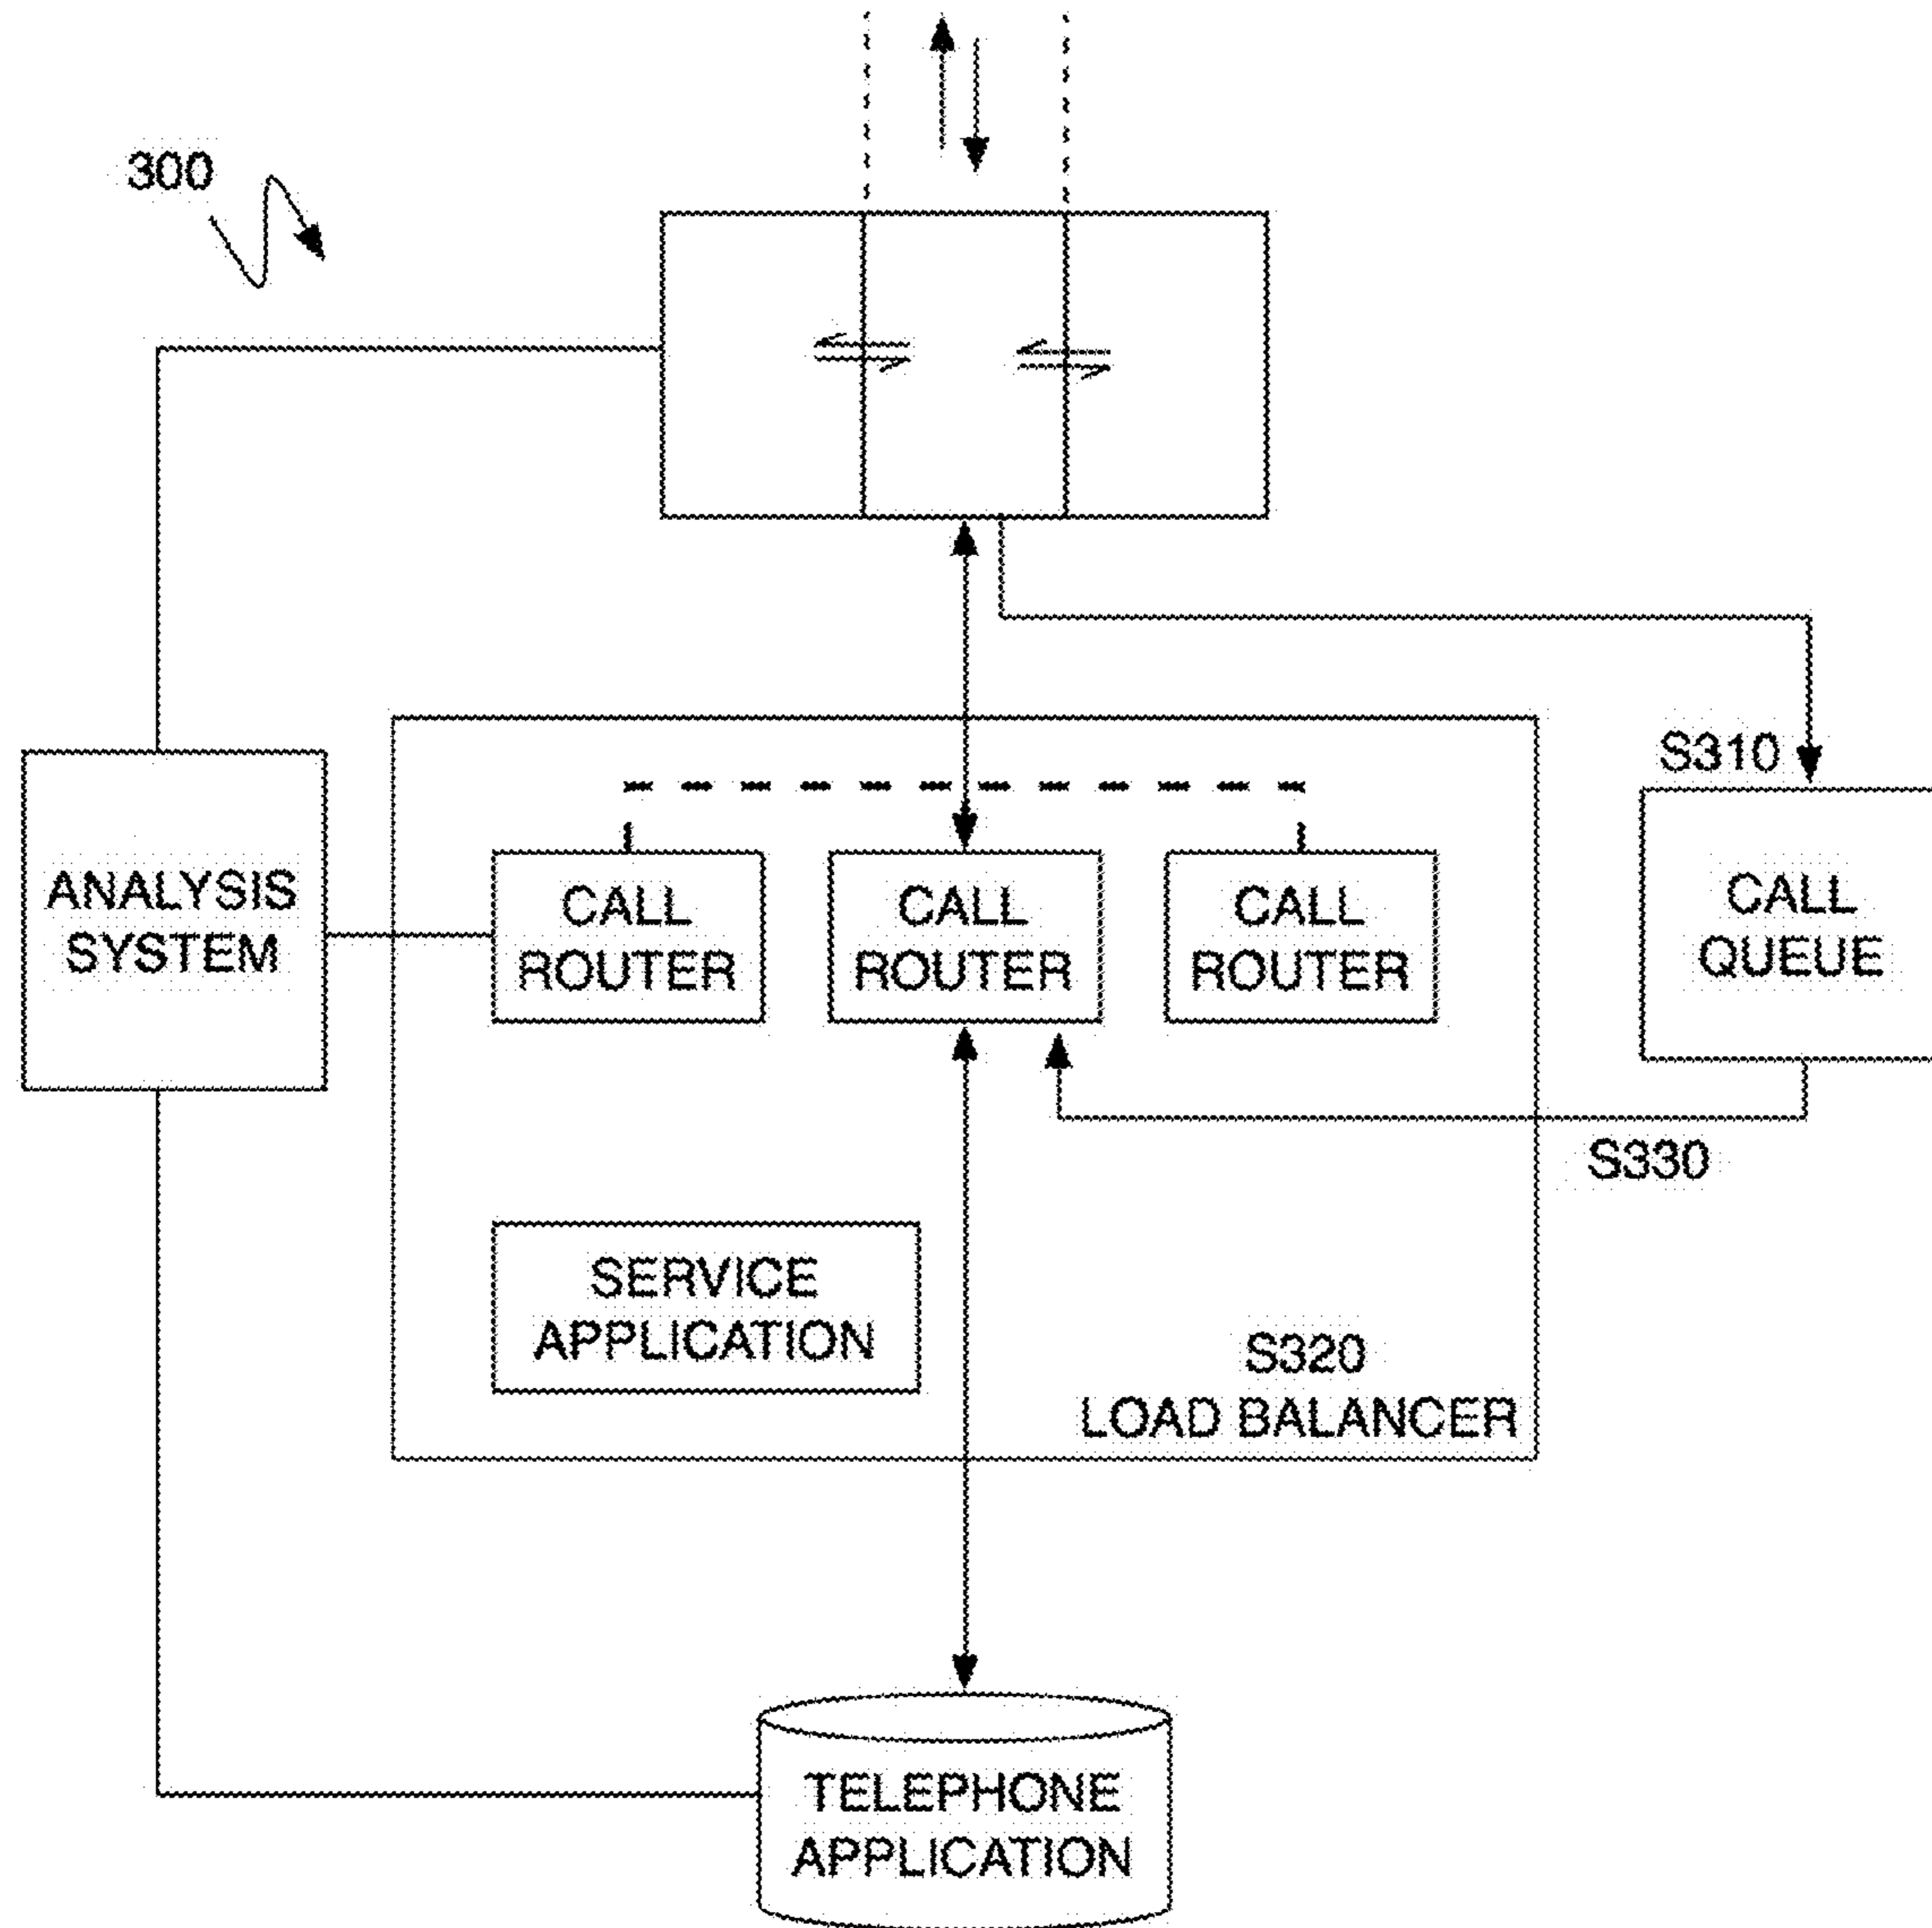 300
S310
ANALYSIS
SYSTEM
CALL
ROUTER
CALL
ROUTER
CALL
ROUTER
CALL
QUEUE
S330
SERVICE
APPLICATION
S320
LOAD BALANCER
TELEPHONE
APPLICATION